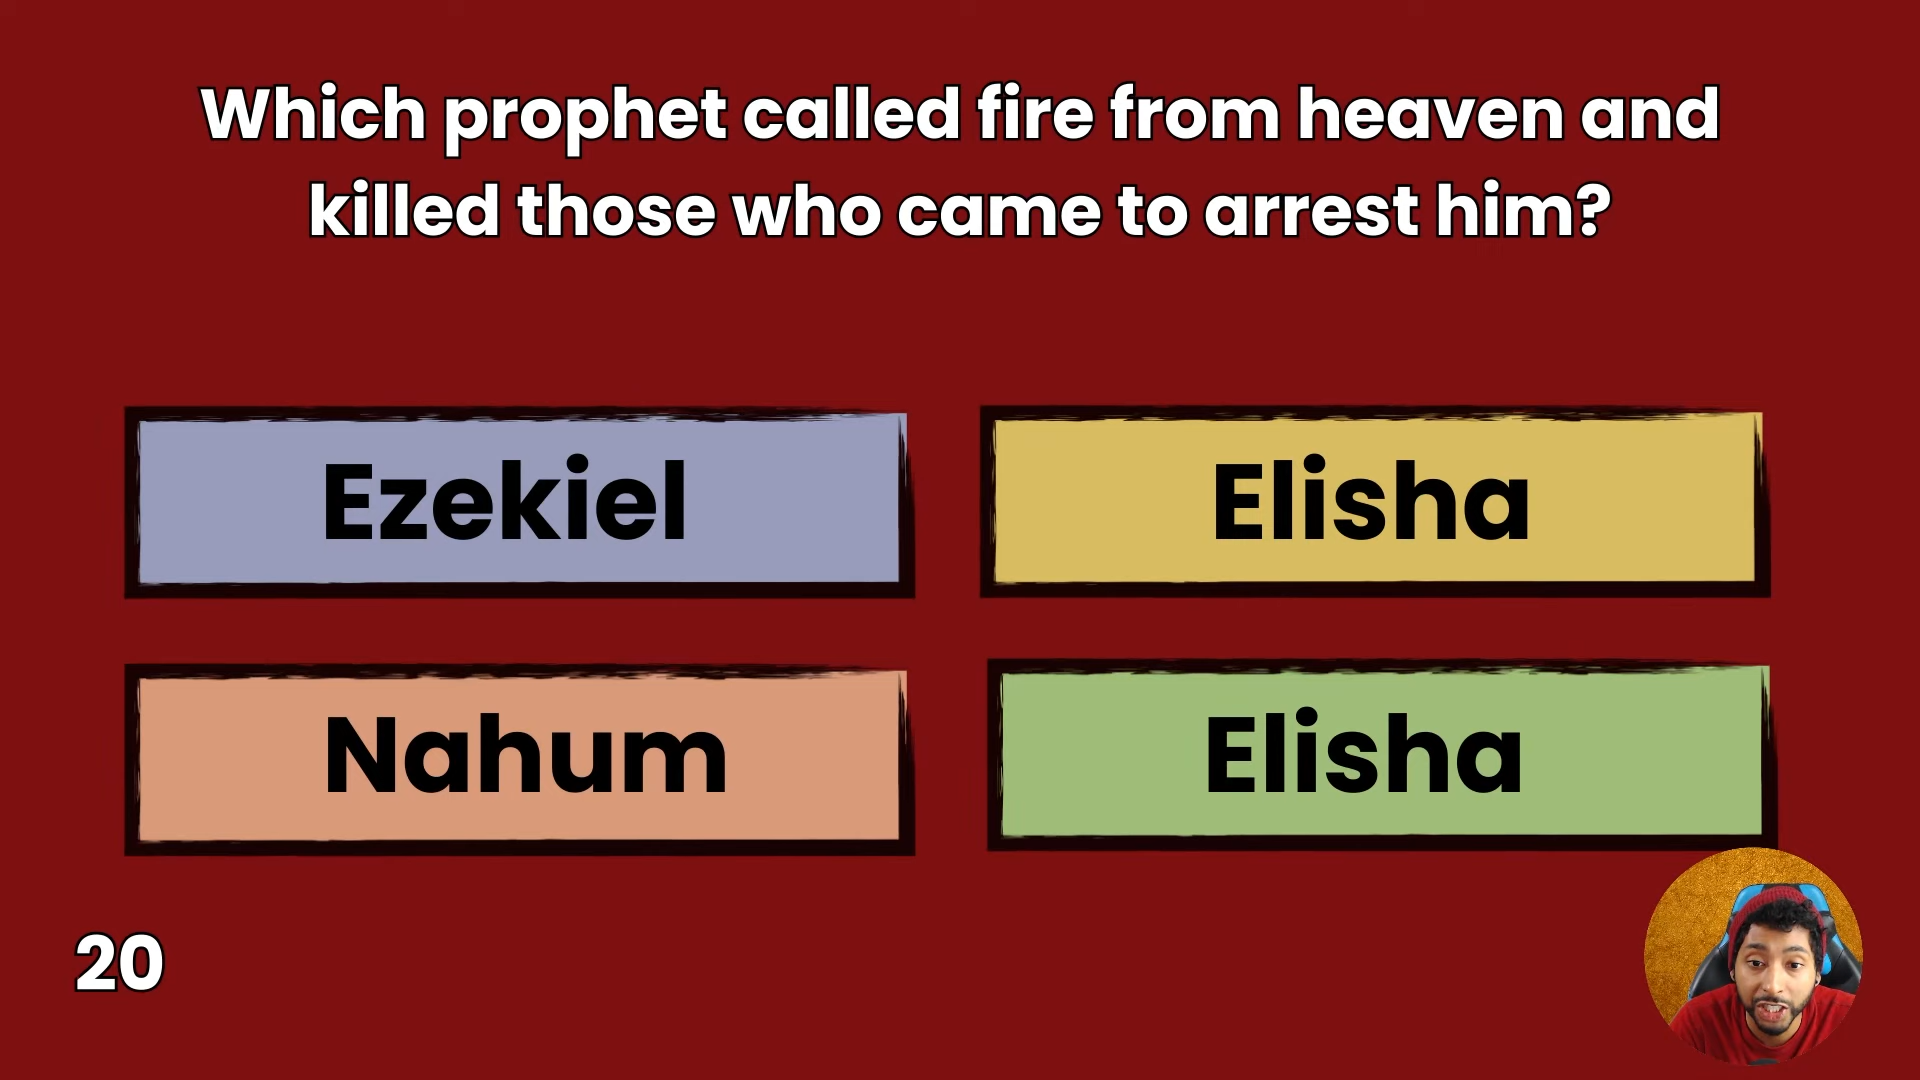 Which prophet called fire from heaven and
killed those who came to arrest him?
Ezekiel
Elisha
Nahum
Elisha
20